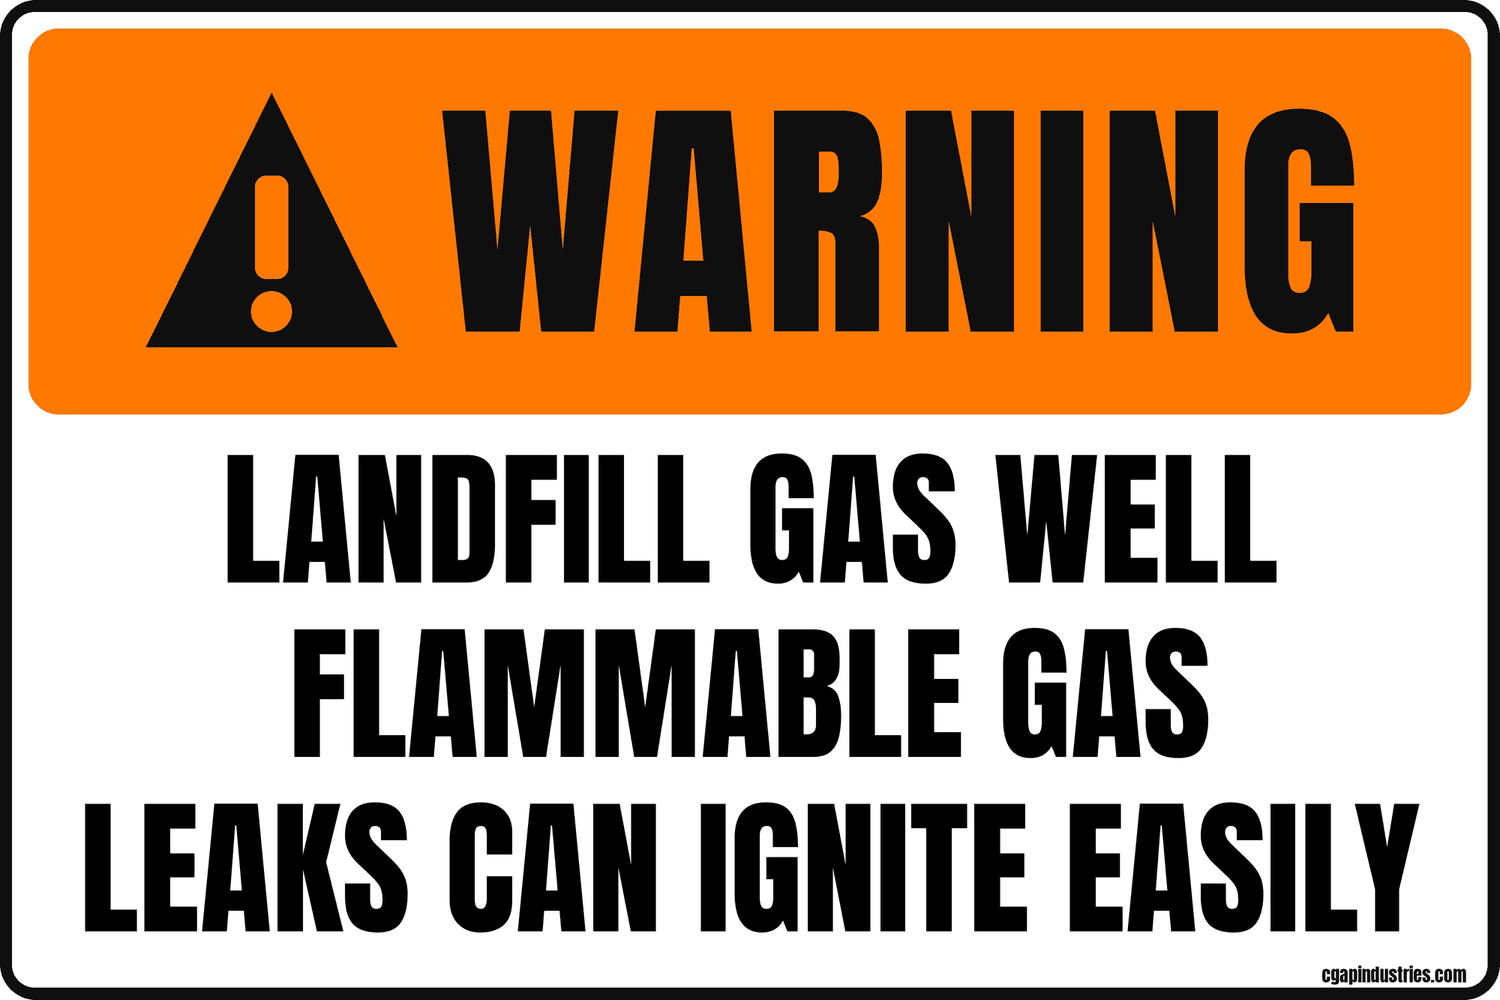 WARNING
LANDFILL GAS WELL
FLAMMABLE GAS
LEAKS CAN IGNITE EASILY
cgapindustries.com